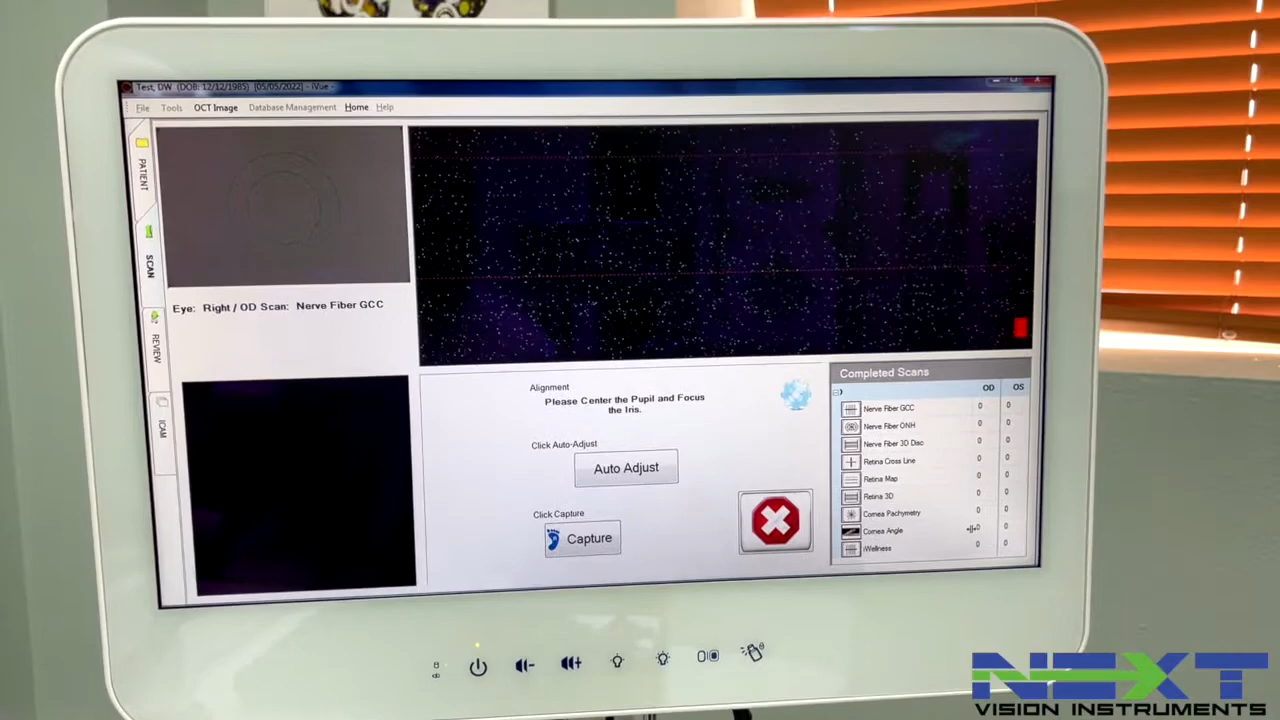 Test, DW (DOB: 12/12/1985) [05/05/2022] - iVue -
File Tools OCT Image Database Management Home Help
PATIENT
SCAN
REVIEW
ICAM
Eye: Right / OD Scan: Nerve Fiber GCC
Alignment
Please Center the Pupil and Focus
the Iris.
Click Auto-Adjust
Auto Adjust
Click Capture
Capture
Completed Scans
OD OS
Nerve Fiber GCC 0 0
Nerve Fiber ONH 0 0
Nerve Fiber 3D Disc 0 0
Retina Cross Line 0 0
Retina Map 0 0
Retina 3D 0 0
Cornea Pachymetry 0 0
Cornea Angle 0 0
iWellness 0 0
NEXT
VISION INSTRUMENTS